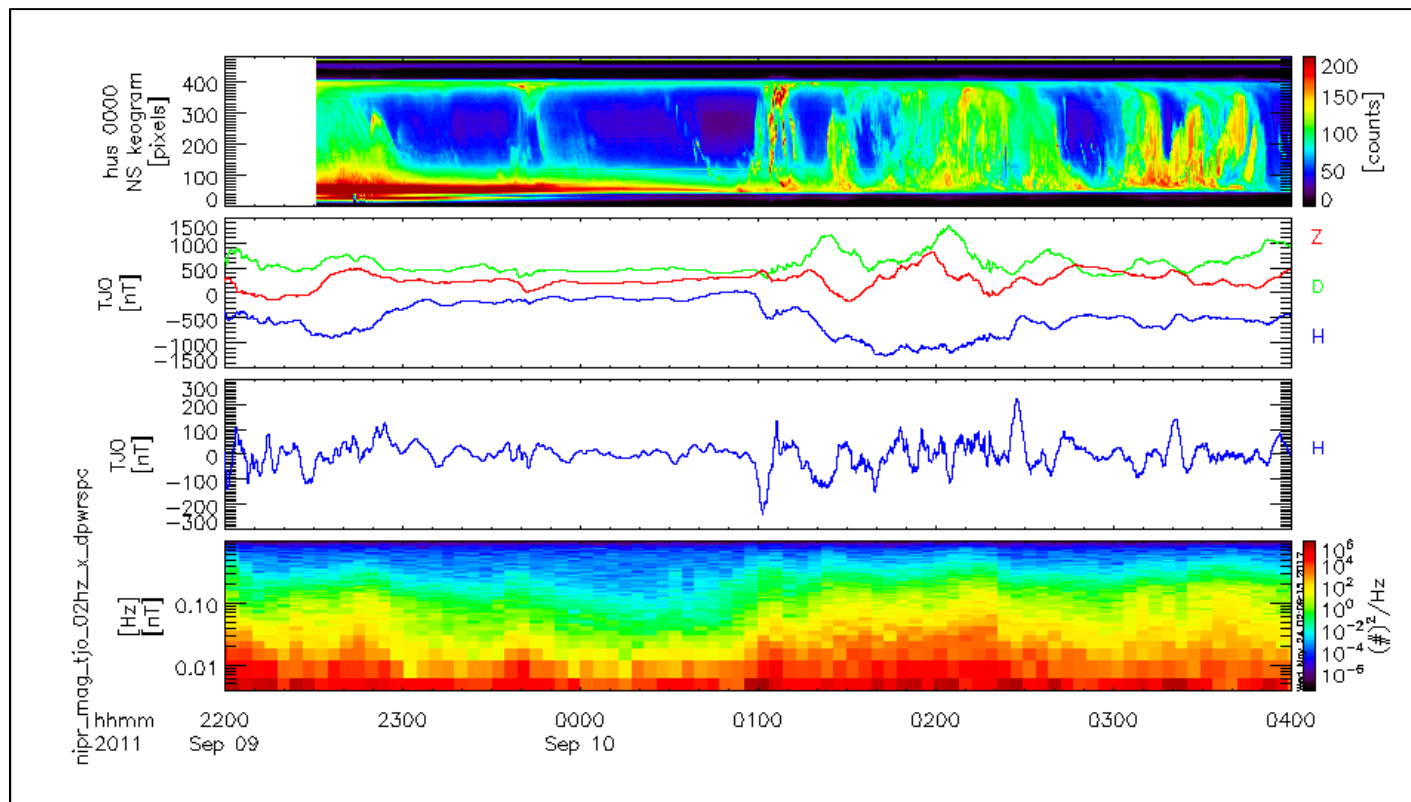 hus 0000
NS keogram
[pixels]
400
300
200
100
0
200
150
100
50
0
[counts]
TJO
[nT]
1500
1000
500
0
-500
-1000
-1500
Z
D
H
TJO
[nT]
300
200
100
0
-100
-200
-300
H
nipr_mag_tjo_02hz_x_dpwrspc
[Hz]
[nT]
0.10
0.01
10^6
10^4
10^2
10^0
10^-2
10^-4
10^-6
(#)^2/Hz
hhmm
2011
2200
2300
0000
0100
0200
0300
0400
Sep 09
Sep 10